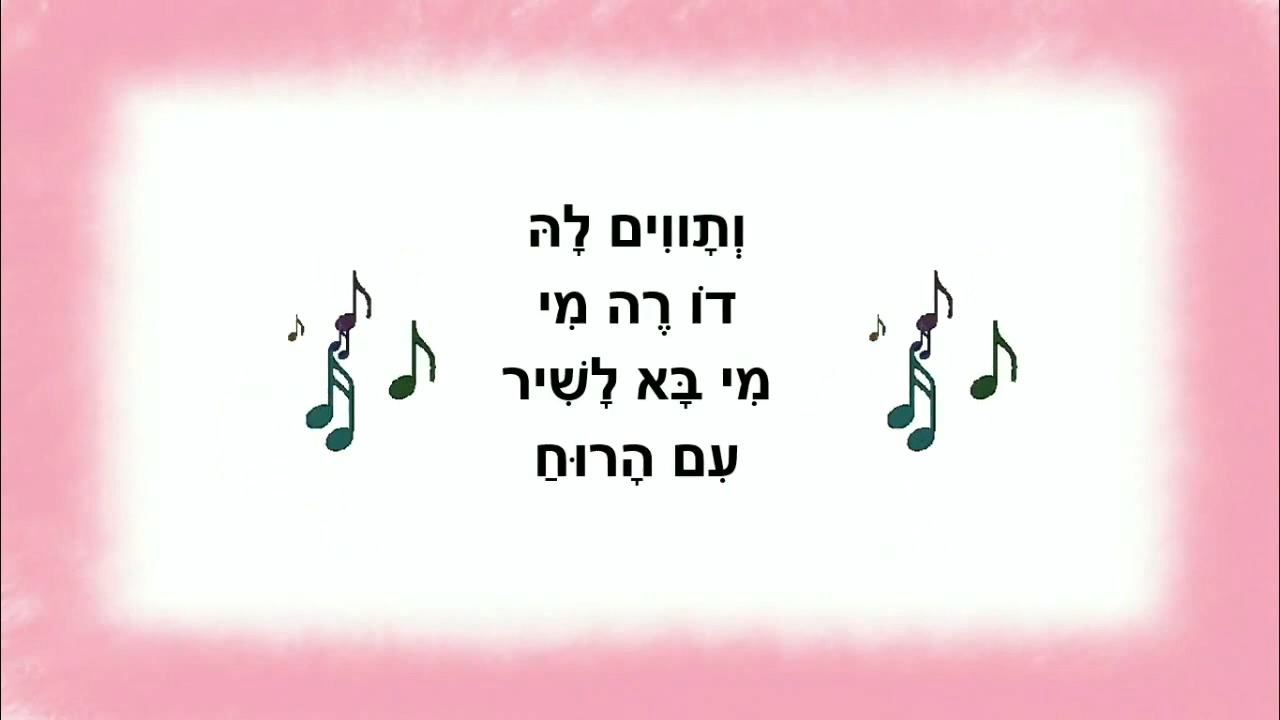 וְתָווִים לָהּ
דוֹ רֶה מִי
מִי בָּא לָשִׁיר
עִם הָרוּחַ